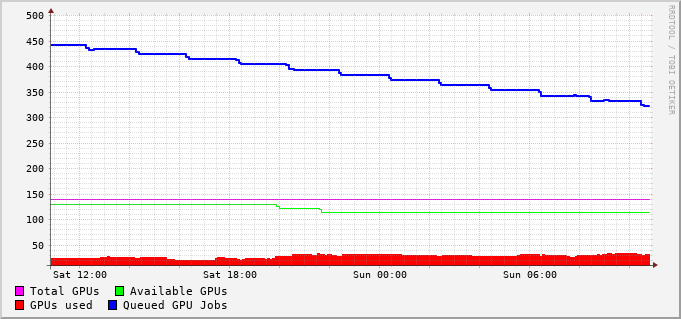 500
450
400
350
300
250
200
150
100
50
Sat 12:00 Sat 18:00 Sun 00:00 Sun 06:00
Total GPUs Available GPUs
GPUs used Queued GPU Jobs
RRDTOOL / TOBI OETIKER